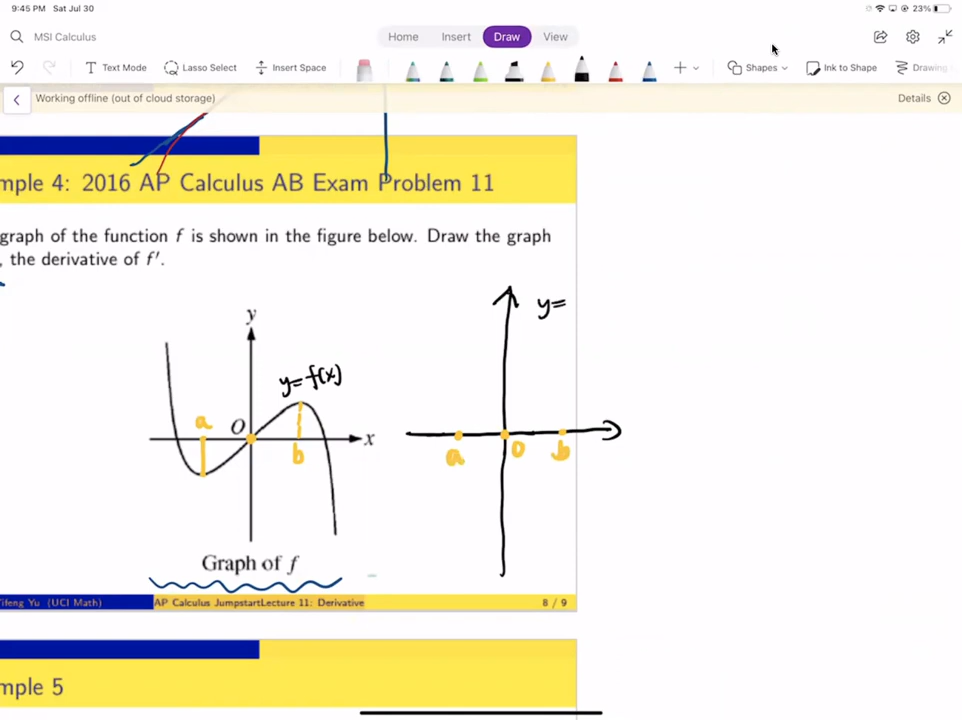 9:45 PM Sat Jul 30
23%
MSI Calculus
Home Insert Draw View
Text Mode Lasso Select Insert Space Shapes Ink to Shape Drawing
Working offline (out of cloud storage)
Details
mple 4: 2016 AP Calculus AB Exam Problem 11
graph of the function f is shown in the figure below. Draw the graph
, the derivative of f′.
y
y=
y=f(x)
a O x
b
a 0 b
Graph of f
Yifeng Yu (UCI Math) AP Calculus JumpstartLecture 11: Derivative 8 / 9
mple 5